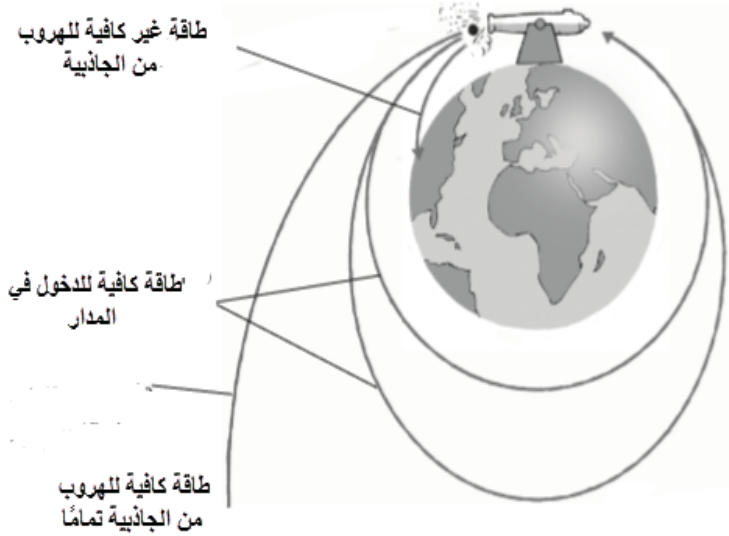 طاقة غير كافية للهروب
من الجاذبية
طاقة كافية للدخول في
المدار
طاقة كافية للهروب
من الجاذبية تمامًا